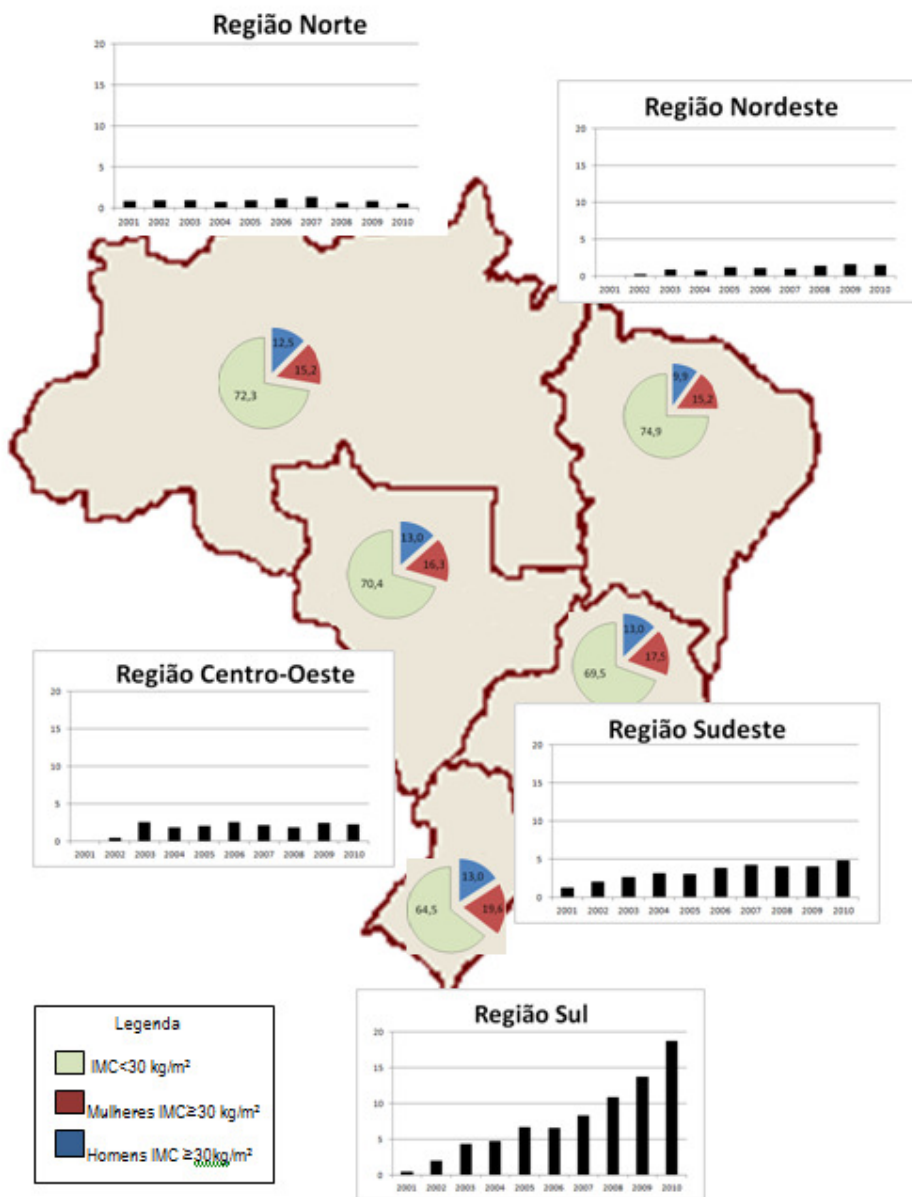 Região Norte
20
15
10
5
0
2001 2002 2003 2004 2005 2006 2007 2008 2009 2010
Região Nordeste
20
15
10
5
0
2001 2002 2003 2004 2005 2006 2007 2008 2009 2010
12,5
15,2
72,3
9,9
15,2
74,9
13,0
16,3
70,4
13,0
17,5
69,5
Região Centro-Oeste
20
15
10
5
0
2001 2002 2003 2004 2005 2006 2007 2008 2009 2010
Região Sudeste
20
15
10
5
0
2001 2002 2003 2004 2005 2006 2007 2008 2009 2010
13,0
19,6
64,5
Legenda
IMC<30 kg/m²
Mulheres IMC≥30 kg/m²
Homens IMC ≥30kg/m²
Região Sul
20
15
10
5
0
2001 2002 2003 2004 2005 2006 2007 2008 2009 2010